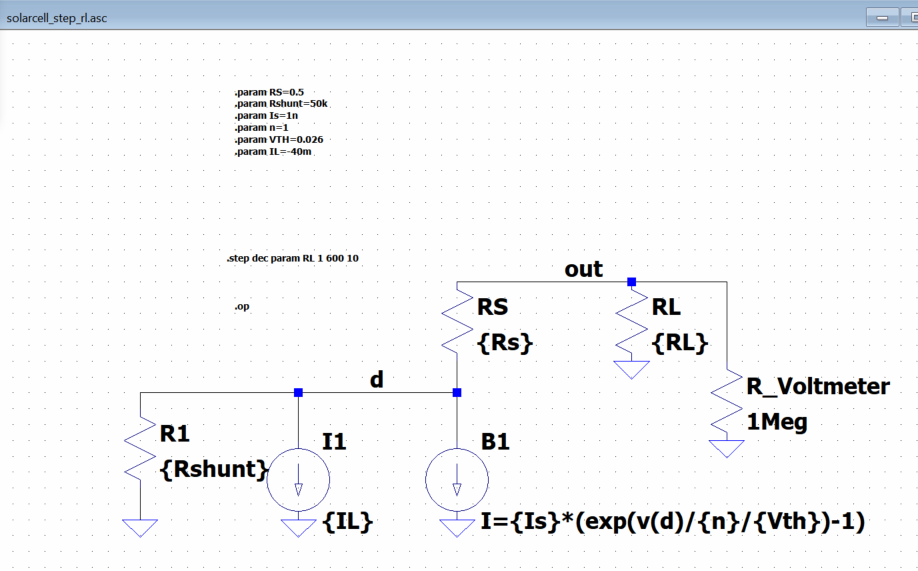 solarcell_step_rl.asc
.param RS=0.5
.param Rshunt=50k
.param Is=1n
.param n=1
.param VTH=0.026
.param IL=-40m
.step dec param RL 1 600 10
.op
out
RS
{Rs}
RL
{RL}
d
R_Voltmeter
1Meg
R1
{Rshunt}
I1
{IL}
B1
I={Is}*(exp(v(d)/{n}/{Vth})-1)